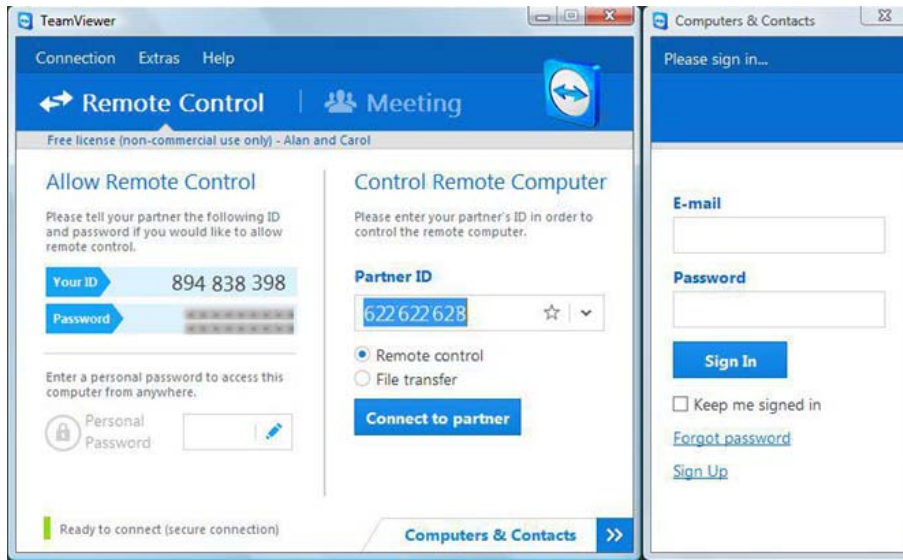 TeamViewer
Connection Extras Help
Remote Control
Meeting
Free license (non-commercial use only) - Alan and Carol
Allow Remote Control
Please tell your partner the following ID
and password if you would like to allow
remote control.
Your ID 894 838 398
Password
Enter a personal password to access this
computer from anywhere.
Personal
Password
Control Remote Computer
Please enter your partner's ID in order to
control the remote computer.
Partner ID
622 622 628
Remote control
File transfer
Connect to partner
Ready to connect (secure connection)
Computers & Contacts
Computers & Contacts
Please sign in...
E-mail
Password
Sign In
Keep me signed in
Forgot password
Sign Up